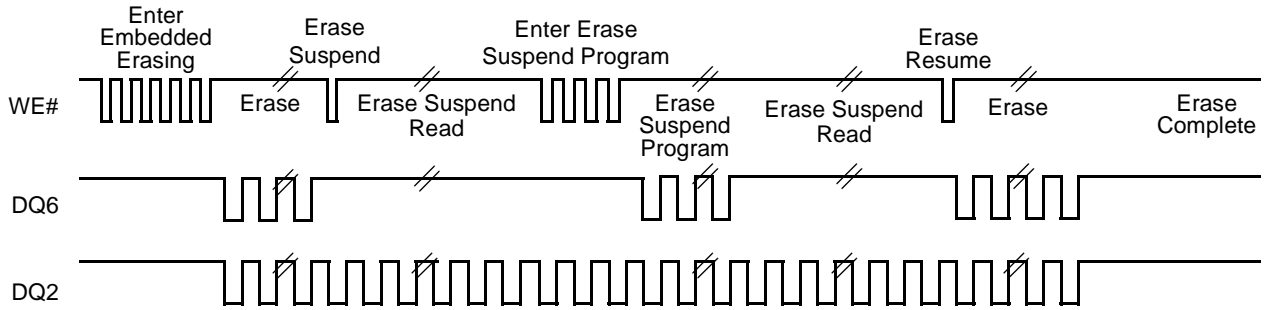 Enter
Embedded
Erasing
Erase
Suspend
Enter Erase
Suspend Program
Erase
Resume
WE#
Erase
Erase Suspend
Read
Erase
Suspend
Program
Erase Suspend
Read
Erase
Erase
Complete
DQ6
DQ2